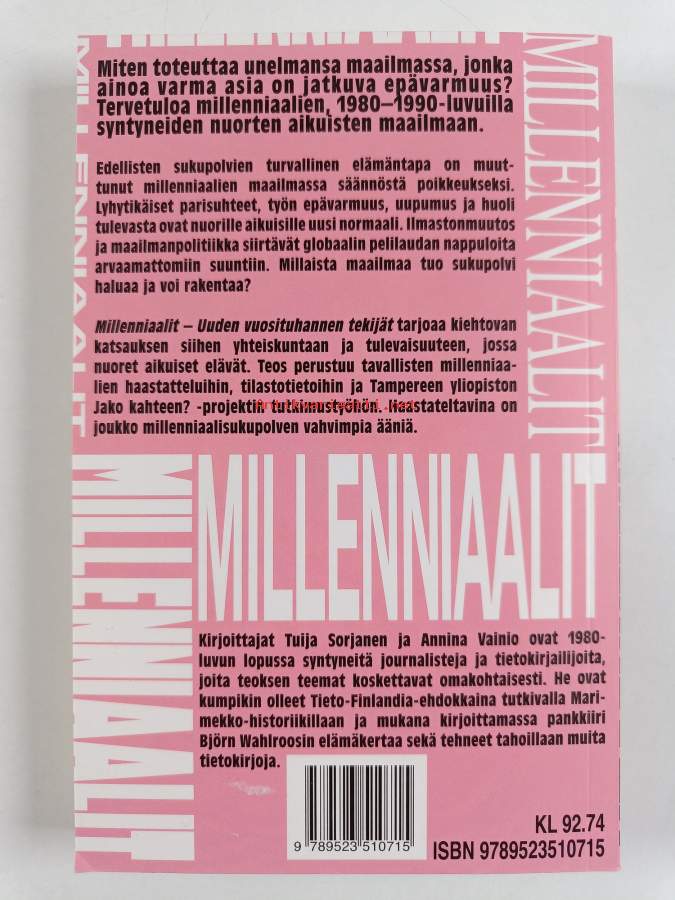 MILLENNIAALIT
MILLENNIAALIT
MILLENNIAALIT
Miten toteuttaa unelmansa maailmassa, jonka
ainoa varma asia on jatkuva epävarmuus?
Tervetuloa millenniaalien, 1980–1990-luvuilla
syntyneiden nuorten aikuisten maailmaan.
Edellisten sukupolvien turvallinen elämäntapa on muut-
tunut millenniaalien maailmassa säännöstä poikkeukseksi.
Lyhytikäiset parisuhteet, työn epävarmuus, uupumus ja huoli
tulevasta ovat nuorille aikuisille uusi normaali. Ilmastonmuutos
ja maailmanpolitiikka siirtävät globaalin pelilaudan nappuloita
arvaamattomiin suuntiin. Millaista maailmaa tuo sukupolvi
haluaa ja voi rakentaa?
Millenniaalit – Uuden vuosituhannen tekijät tarjoaa kiehtovan
katsauksen siihen yhteiskuntaan ja tulevaisuuteen, jossa
nuoret aikuiset elävät. Teos perustuu tavallisten millenniaa-
lien haastatteluihin, tilastotietoihin ja Tampereen yliopiston
Jako kahteen? -projektin tutkimustyöhön. Haastateltavina on
joukko millenniaalisukupolven vahvimpia ääniä.
Antikvariaatti.net
MILLENNIAALIT
MILLENNIAALIT
Kirjoittajat Tuija Sorjanen ja Annina Vainio ovat 1980-
luvun lopussa syntyneitä journalisteja ja tietokirjailijoita,
joita teoksen teemat koskettavat omakohtaisesti. He ovat
kumpikin olleet Tieto-Finlandia-ehdokkaina tutkivalla Mari-
mekko-historiikillaan ja mukana kirjoittamassa pankkiiri
Björn Wahlroosin elämäkertaa sekä tehneet tahoillaan muita
tietokirjoja.
9 789523 510715
KL 92.74
ISBN 9789523510715